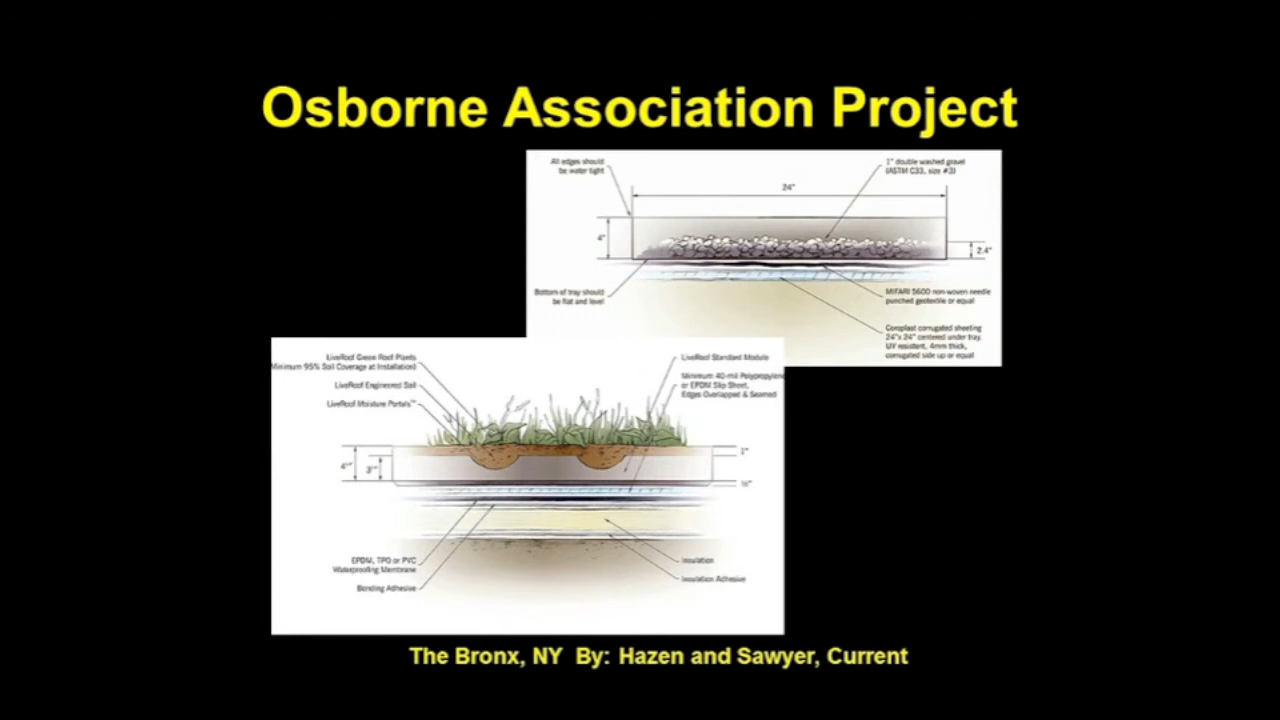 Osborne Association Project
All edges should
be water tight
24"
1" double washed gravel
(ASTM C33, size #3)
4"
2.4"
Bottom of tray should
be flat and level
MIFARI 5600 non-woven needle
punched geotextile or equal
Coroplast corrugated sheeting
24"x 24" centered under tray.
UV resistant, 4mm thick,
corrugated side up or equal
LiveRoof Green Roof Plants
Minimum 95% Soil Coverage at Installation)
LiveRoof Engineered Soil
LiveRoof Moisture Portals™
LiveRoof Standard Module
Minimum 40-mil Polypropylene
or EPDM Slip Sheet,
Edges Overlapped & Seamed
1"
EPDM, TPO or PVC
Waterproofing Membrane
Bonding Adhesive
Insulation
Insulation Adhesive
The Bronx, NY By: Hazen and Sawyer, Current